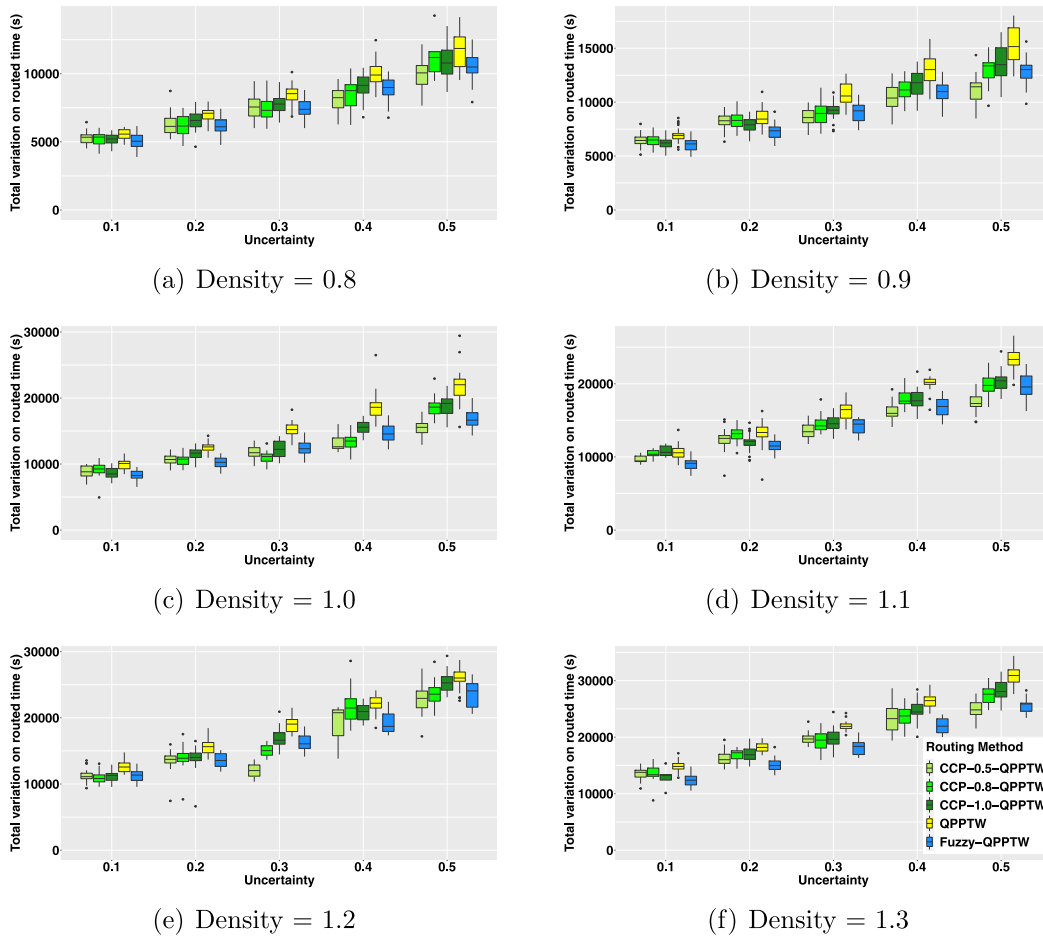 Total variation on routed time (s)
10000
5000
0
0.1 0.2 0.3 0.4 0.5
Uncertainty
(a) Density = 0.8
Total variation on routed time (s)
15000
10000
5000
0
0.1 0.2 0.3 0.4 0.5
Uncertainty
(b) Density = 0.9
Total variation on routed time (s)
30000
20000
10000
0
0.1 0.2 0.3 0.4 0.5
Uncertainty
(c) Density = 1.0
Total variation on routed time (s)
20000
10000
0
0.1 0.2 0.3 0.4 0.5
Uncertainty
(d) Density = 1.1
Total variation on routed time (s)
30000
20000
10000
0
0.1 0.2 0.3 0.4 0.5
Uncertainty
(e) Density = 1.2
Total variation on routed time (s)
30000
20000
10000
0
0.1 0.2 0.3 0.4 0.5
Uncertainty
Routing Method
CCP−0.5−QPPTW
CCP−0.8−QPPTW
CCP−1.0−QPPTW
QPPTW
Fuzzy−QPPTW
(f) Density = 1.3